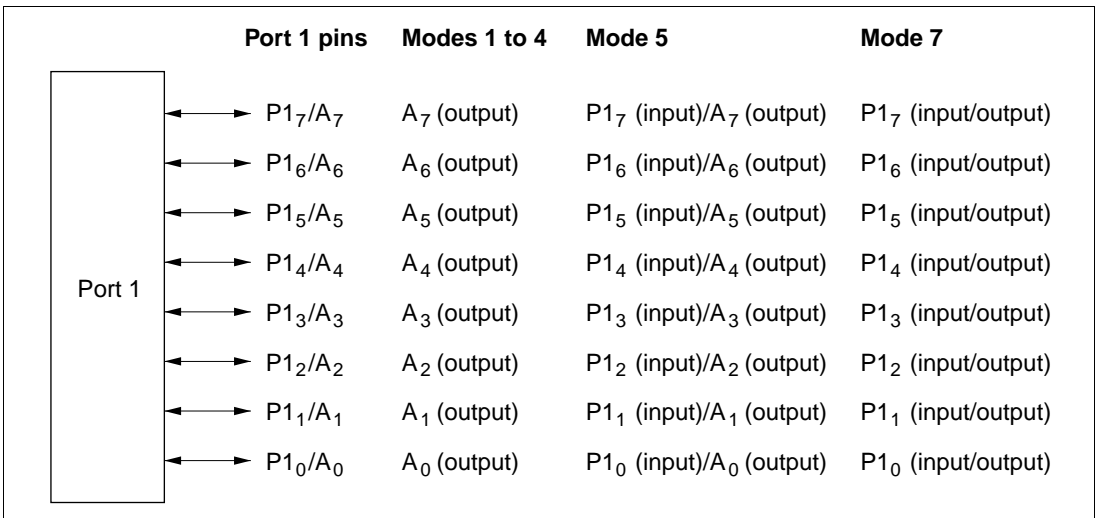 Port 1 pins Modes 1 to 4 Mode 5 Mode 7
P1₇/A₇ A₇ (output) P1₇ (input)/A₇ (output) P1₇ (input/output)
P1₆/A₆ A₆ (output) P1₆ (input)/A₆ (output) P1₆ (input/output)
P1₅/A₅ A₅ (output) P1₅ (input)/A₅ (output) P1₅ (input/output)
P1₄/A₄ A₄ (output) P1₄ (input)/A₄ (output) P1₄ (input/output)
Port 1
P1₃/A₃ A₃ (output) P1₃ (input)/A₃ (output) P1₃ (input/output)
P1₂/A₂ A₂ (output) P1₂ (input)/A₂ (output) P1₂ (input/output)
P1₁/A₁ A₁ (output) P1₁ (input)/A₁ (output) P1₁ (input/output)
P1₀/A₀ A₀ (output) P1₀ (input)/A₀ (output) P1₀ (input/output)